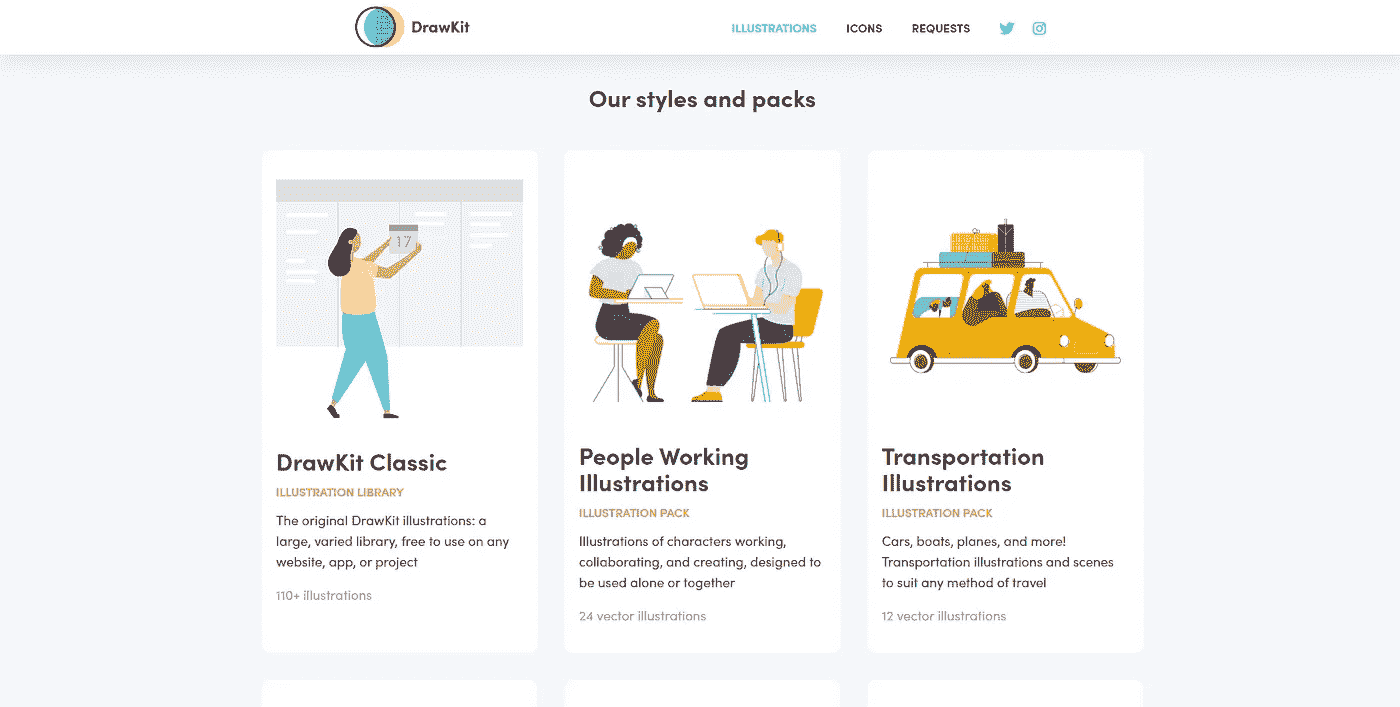 DrawKit
ILLUSTRATIONS
ICONS
REQUESTS
Our styles and packs
17
DrawKit Classic
ILLUSTRATION LIBRARY
The original DrawKit illustrations: a
large, varied library, free to use on any
website, app, or project
110+ illustrations
People Working
Illustrations
ILLUSTRATION PACK
Illustrations of characters working,
collaborating, and creating, designed to
be used alone or together
24 vector illustrations
Transportation
Illustrations
ILLUSTRATION PACK
Cars, boats, planes, and more!
Transportation illustrations and scenes
to suit any method of travel
12 vector illustrations